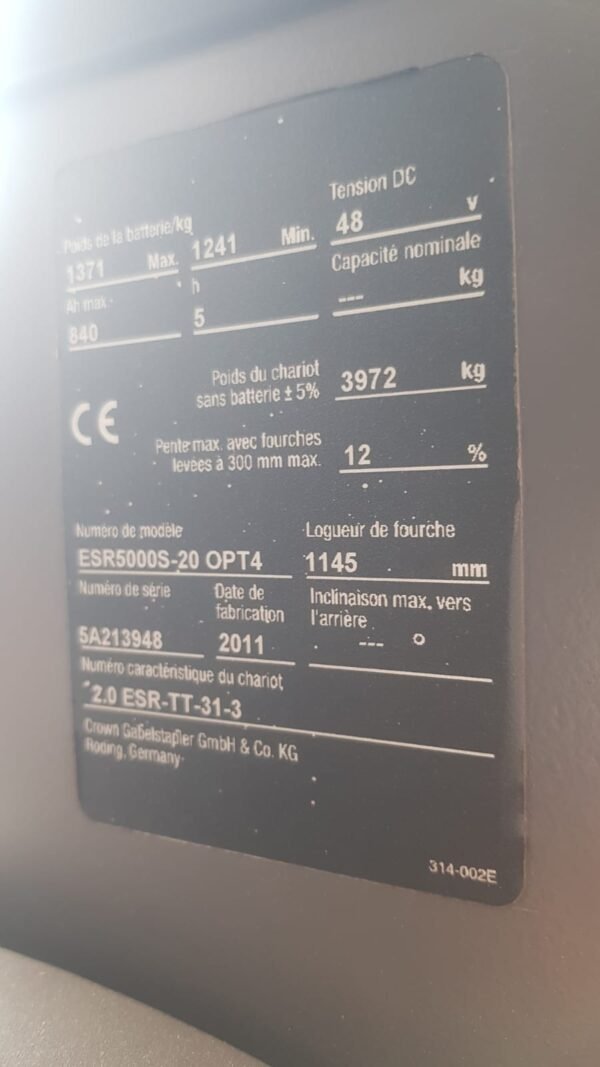 Poids de la batterie/kg
1371 Max. 1241 Min.
Tension DC
48 V
Ah max.
840
h
5
Capacité nominale
--- kg
Poids du chariot
sans batterie ± 5% 3972 kg
CE
Pente max. avec fourches
levées à 300 mm max. 12 %
Numéro de modèle
ESR5000S-20 OPT4
Logueur de fourche
1145 mm
Numéro de série
5A213948
Date de
fabrication
2011
Inclinaison max. vers
l'arrière
--- °
Numéro caractéristique du chariot
2.0 ESR-TT-31-3
Crown Gabelstapler GmbH & Co. KG
Roding, Germany
314-002E